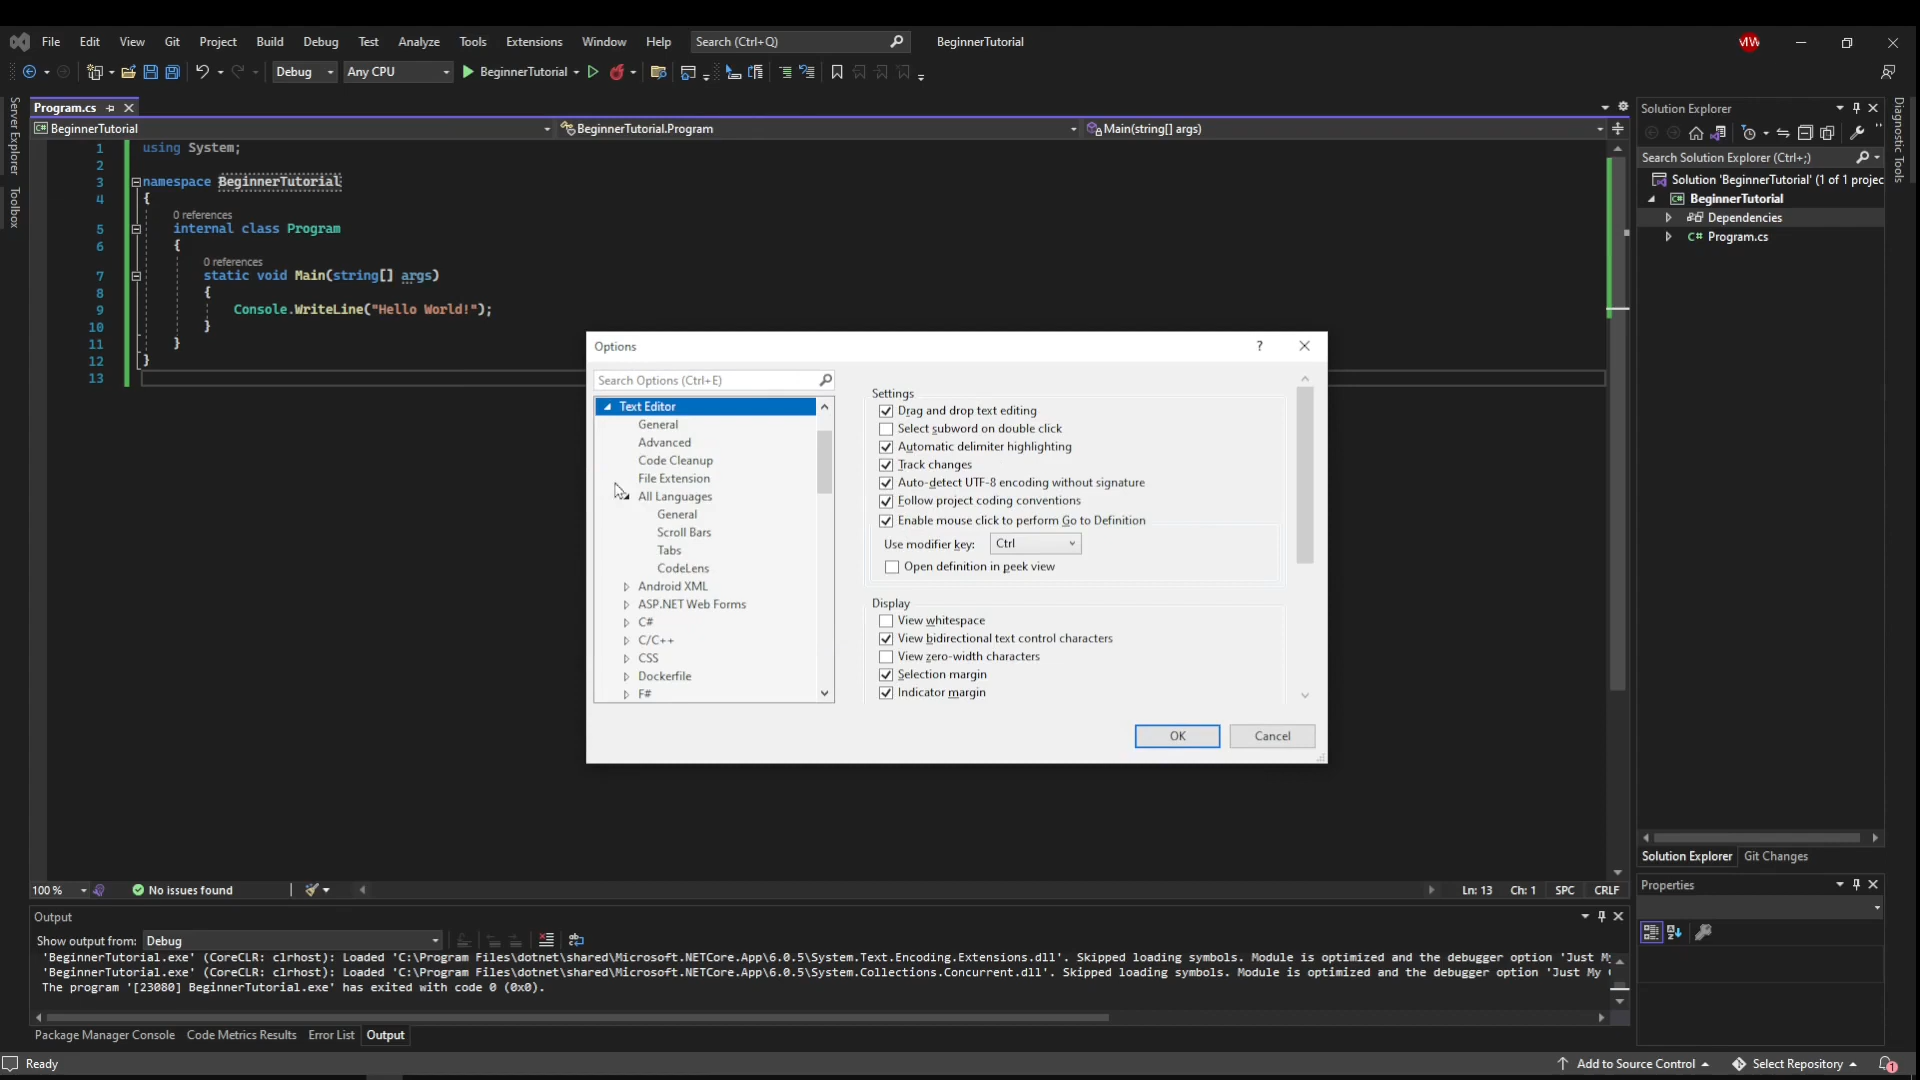 File Edit View Git Project Build Debug Test Analyze Tools Extensions Window Help Search (Ctrl+Q) BeginnerTutorial MW
Debug Any CPU BeginnerTutorial
Server Explorer
Toolbox
Program.cs
BeginnerTutorial BeginnerTutorial.Program Main(string[] args)
1 using System;
2
3 namespace BeginnerTutorial
4 {
0 references
5 internal class Program
6 {
0 references
7 static void Main(string[] args)
8 {
9 Console.WriteLine("Hello World!");
10 }
11 }
12 }
13
Options ?
Search Options (Ctrl+E)
Text Editor
General
Advanced
Code Cleanup
File Extension
All Languages
General
Scroll Bars
Tabs
CodeLens
Android XML
ASP.NET Web Forms
C#
C/C++
CSS
Dockerfile
F#
Settings
Drag and drop text editing
Select subword on double click
Automatic delimiter highlighting
Track changes
Auto-detect UTF-8 encoding without signature
Follow project coding conventions
Enable mouse click to perform Go to Definition
Use modifier key: Ctrl
Open definition in peek view
Display
View whitespace
View bidirectional text control characters
View zero-width characters
Selection margin
Indicator margin
OK Cancel
Solution Explorer
Search Solution Explorer (Ctrl+;)
Solution 'BeginnerTutorial' (1 of 1 projec
C# BeginnerTutorial
Dependencies
C# Program.cs
Diagnostic Tools
Solution Explorer Git Changes
Properties
100 % No issues found Ln: 13 Ch: 1 SPC CRLF
Output
Show output from: Debug
'BeginnerTutorial.exe' (CoreCLR: clrhost): Loaded 'C:\Program Files\dotnet\shared\Microsoft.NETCore.App\6.0.5\System.Text.Encoding.Extensions.dll'. Skipped loading symbols. Module is optimized and the debugger option 'Just M
'BeginnerTutorial.exe' (CoreCLR: clrhost): Loaded 'C:\Program Files\dotnet\shared\Microsoft.NETCore.App\6.0.5\System.Collections.Concurrent.dll'. Skipped loading symbols. Module is optimized and the debugger option 'Just My
The program '[23080] BeginnerTutorial.exe' has exited with code 0 (0x0).
Package Manager Console Code Metrics Results Error List Output
Ready Add to Source Control Select Repository 1